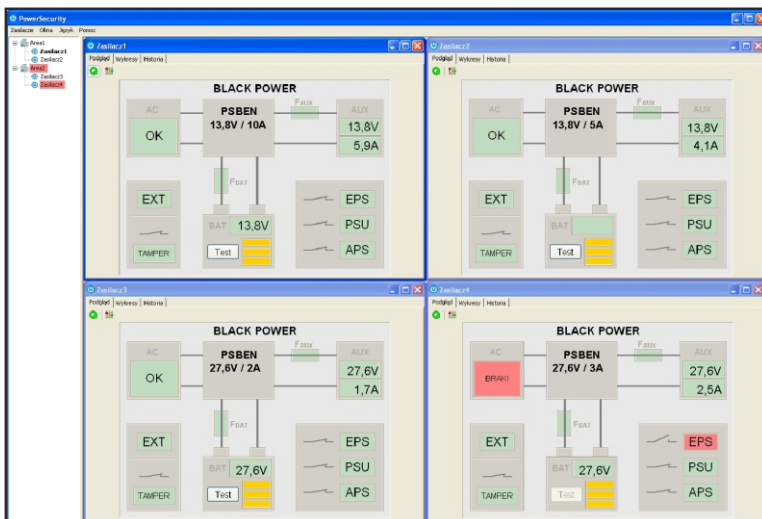 PowerSecurity
Zasilacze Okna Język Pomoc
Area1
Zasilacz1
Zasilacz2
Area2
Zasilacz3
Zasilacz4
Zasilacz1
Podgląd Wykresy Historia
BLACK POWER
AC
OK
PSBEN
13,8V / 10A
FAUX
AUX
13,8V
5,9A
FBAT
EXT
TAMPER
BAT 13,8V
Test
EPS
PSU
APS
Zasilacz2
Podgląd Wykresy Historia
BLACK POWER
AC
OK
PSBEN
13,8V / 5A
FAUX
AUX
13,8V
4,1A
EXT
TAMPER
BAT
Test
EPS
PSU
APS
Zasilacz3
Podgląd Wykresy Historia
BLACK POWER
AC
OK
PSBEN
27,6V / 2A
FAUX
AUX
27,6V
1,7A
FBAT
EXT
TAMPER
BAT 27,6V
Test
EPS
PSU
APS
Zasilacz4
Podgląd Wykresy Historia
BLACK POWER
AC
BRAK!
PSBEN
27,6V / 3A
FAUX
AUX
27,6V
2,5A
FBAT
EXT
TAMPER
BAT 27,6V
Test
EPS
PSU
APS